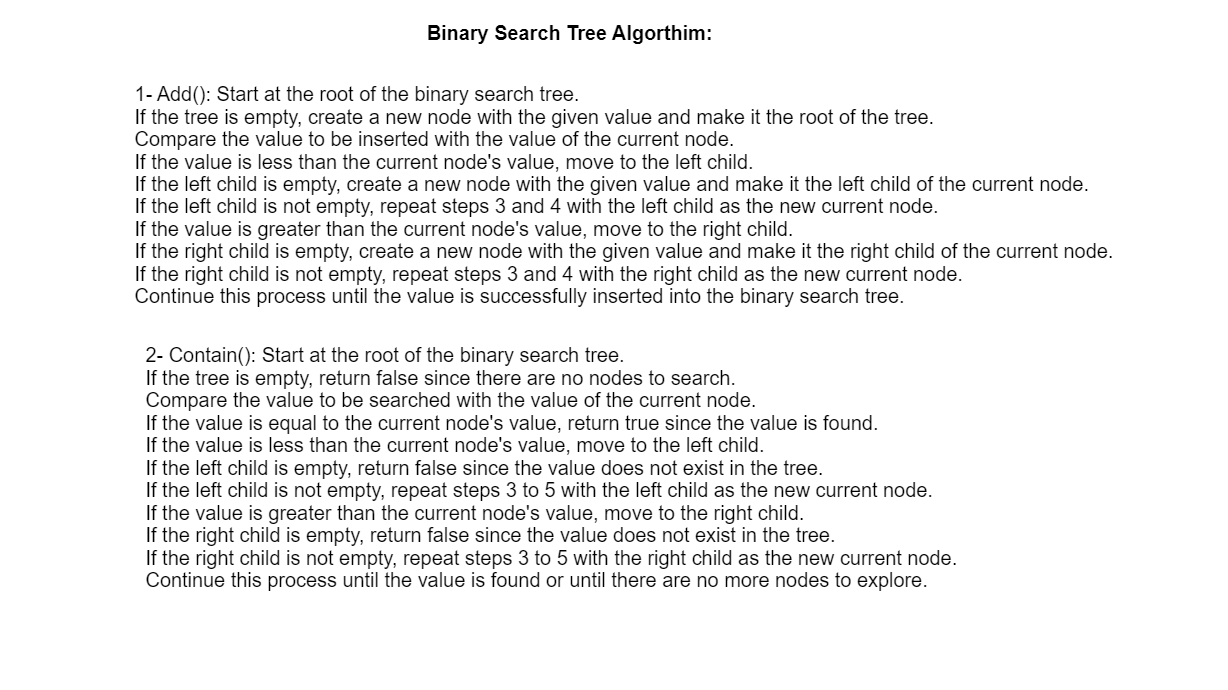 Binary Search Tree Algorthim:
1- Add(): Start at the root of the binary search tree.
If the tree is empty, create a new node with the given value and make it the root of the tree.
Compare the value to be inserted with the value of the current node.
If the value is less than the current node's value, move to the left child.
If the left child is empty, create a new node with the given value and make it the left child of the current node.
If the left child is not empty, repeat steps 3 and 4 with the left child as the new current node.
If the value is greater than the current node's value, move to the right child.
If the right child is empty, create a new node with the given value and make it the right child of the current node.
If the right child is not empty, repeat steps 3 and 4 with the right child as the new current node.
Continue this process until the value is successfully inserted into the binary search tree.
2- Contain(): Start at the root of the binary search tree.
If the tree is empty, return false since there are no nodes to search.
Compare the value to be searched with the value of the current node.
If the value is equal to the current node's value, return true since the value is found.
If the value is less than the current node's value, move to the left child.
If the left child is empty, return false since the value does not exist in the tree.
If the left child is not empty, repeat steps 3 to 5 with the left child as the new current node.
If the value is greater than the current node's value, move to the right child.
If the right child is empty, return false since the value does not exist in the tree.
If the right child is not empty, repeat steps 3 to 5 with the right child as the new current node.
Continue this process until the value is found or until there are no more nodes to explore.